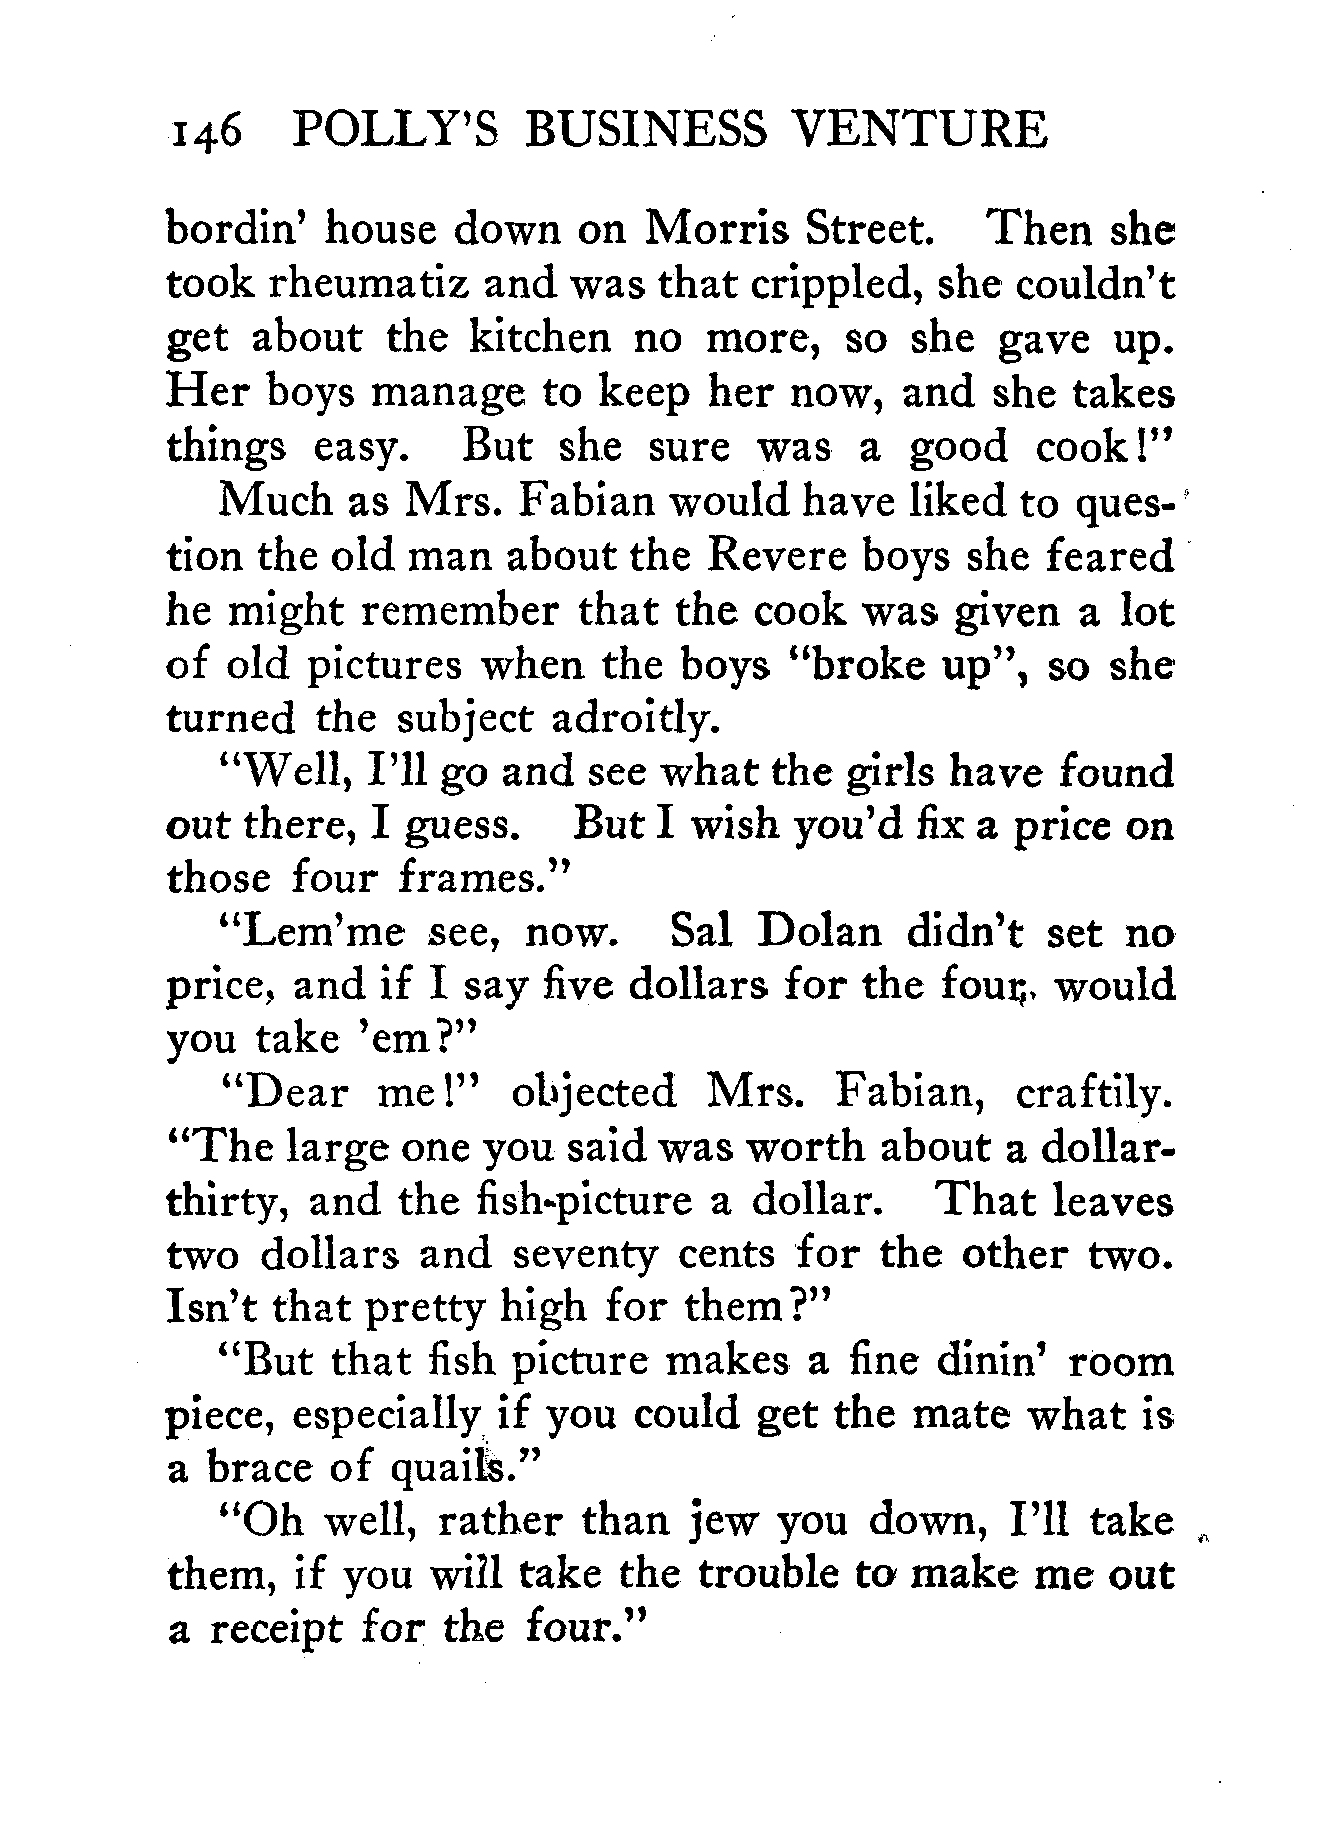 146 POLLY'S BUSINESS VENTURE
bordin' house down on Morris Street. Then she
took rheumatiz and was that crippled, she couldn't
get about the kitchen no more, so she gave up.
Her boys manage to keep her now, and she takes
things easy. But she sure was a good cook!"
Much as Mrs. Fabian would have liked to ques-
tion the old man about the Revere boys she feared
he might remember that the cook was given a lot
of old pictures when the boys "broke up", so she
turned the subject adroitly.
"Well, I'll go and see what the girls have found
out there, I guess. But I wish you'd fix a price on
those four frames."
"Lem'me see, now. Sal Dolan didn't set no
price, and if I say five dollars for the four, would
you take 'em?"
"Dear me!" objected Mrs. Fabian, craftily.
"The large one you said was worth about a dollar-
thirty, and the fish-picture a dollar. That leaves
two dollars and seventy cents for the other two.
Isn't that pretty high for them?"
"But that fish picture makes a fine dinin' room
piece, especially if you could get the mate what is
a brace of quails."
"Oh well, rather than jew you down, I'll take
them, if you will take the trouble to make me out
a receipt for the four."